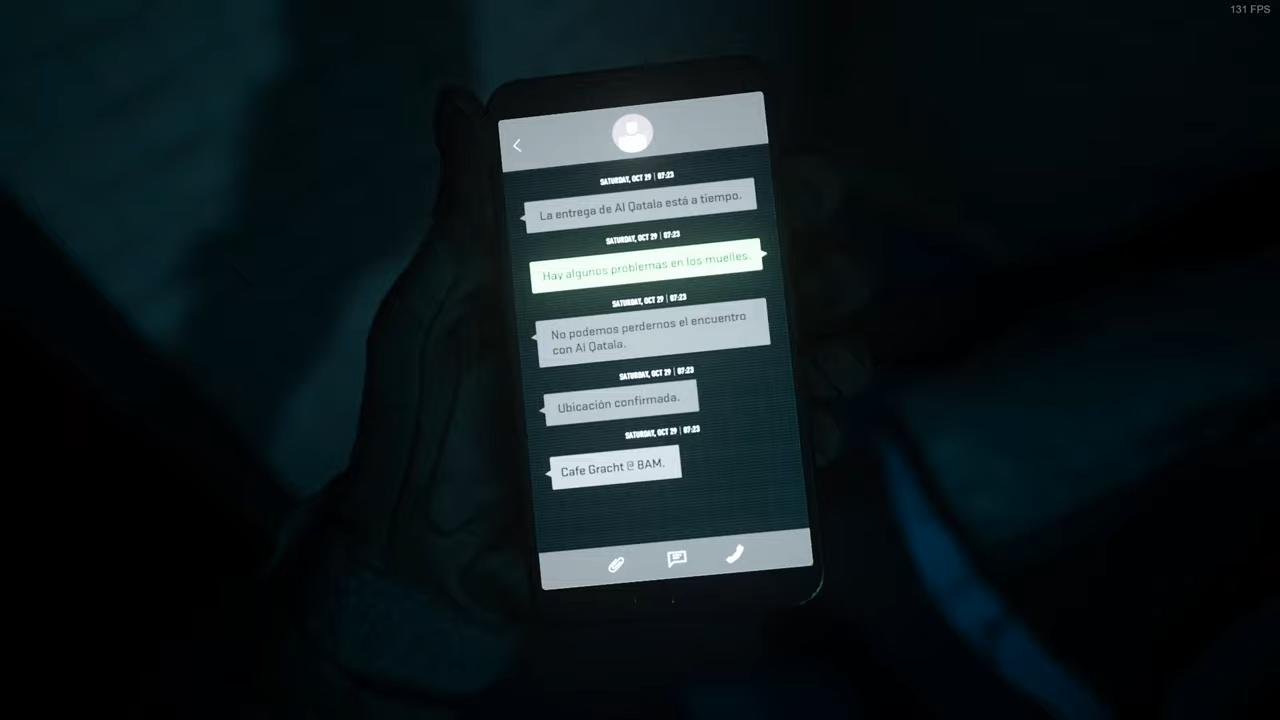 131 FPS
SATURDAY, OCT 29 | 07:23
La entrega de Al Qatala está a tiempo.
SATURDAY, OCT 29 | 07:23
Hay algunos problemas en los muelles.
SATURDAY, OCT 29 | 07:23
No podemos perdernos el encuentro
con Al Qatala.
SATURDAY, OCT 29 | 07:23
Ubicación confirmada.
SATURDAY, OCT 29 | 07:23
Cafe Gracht @ 8AM.